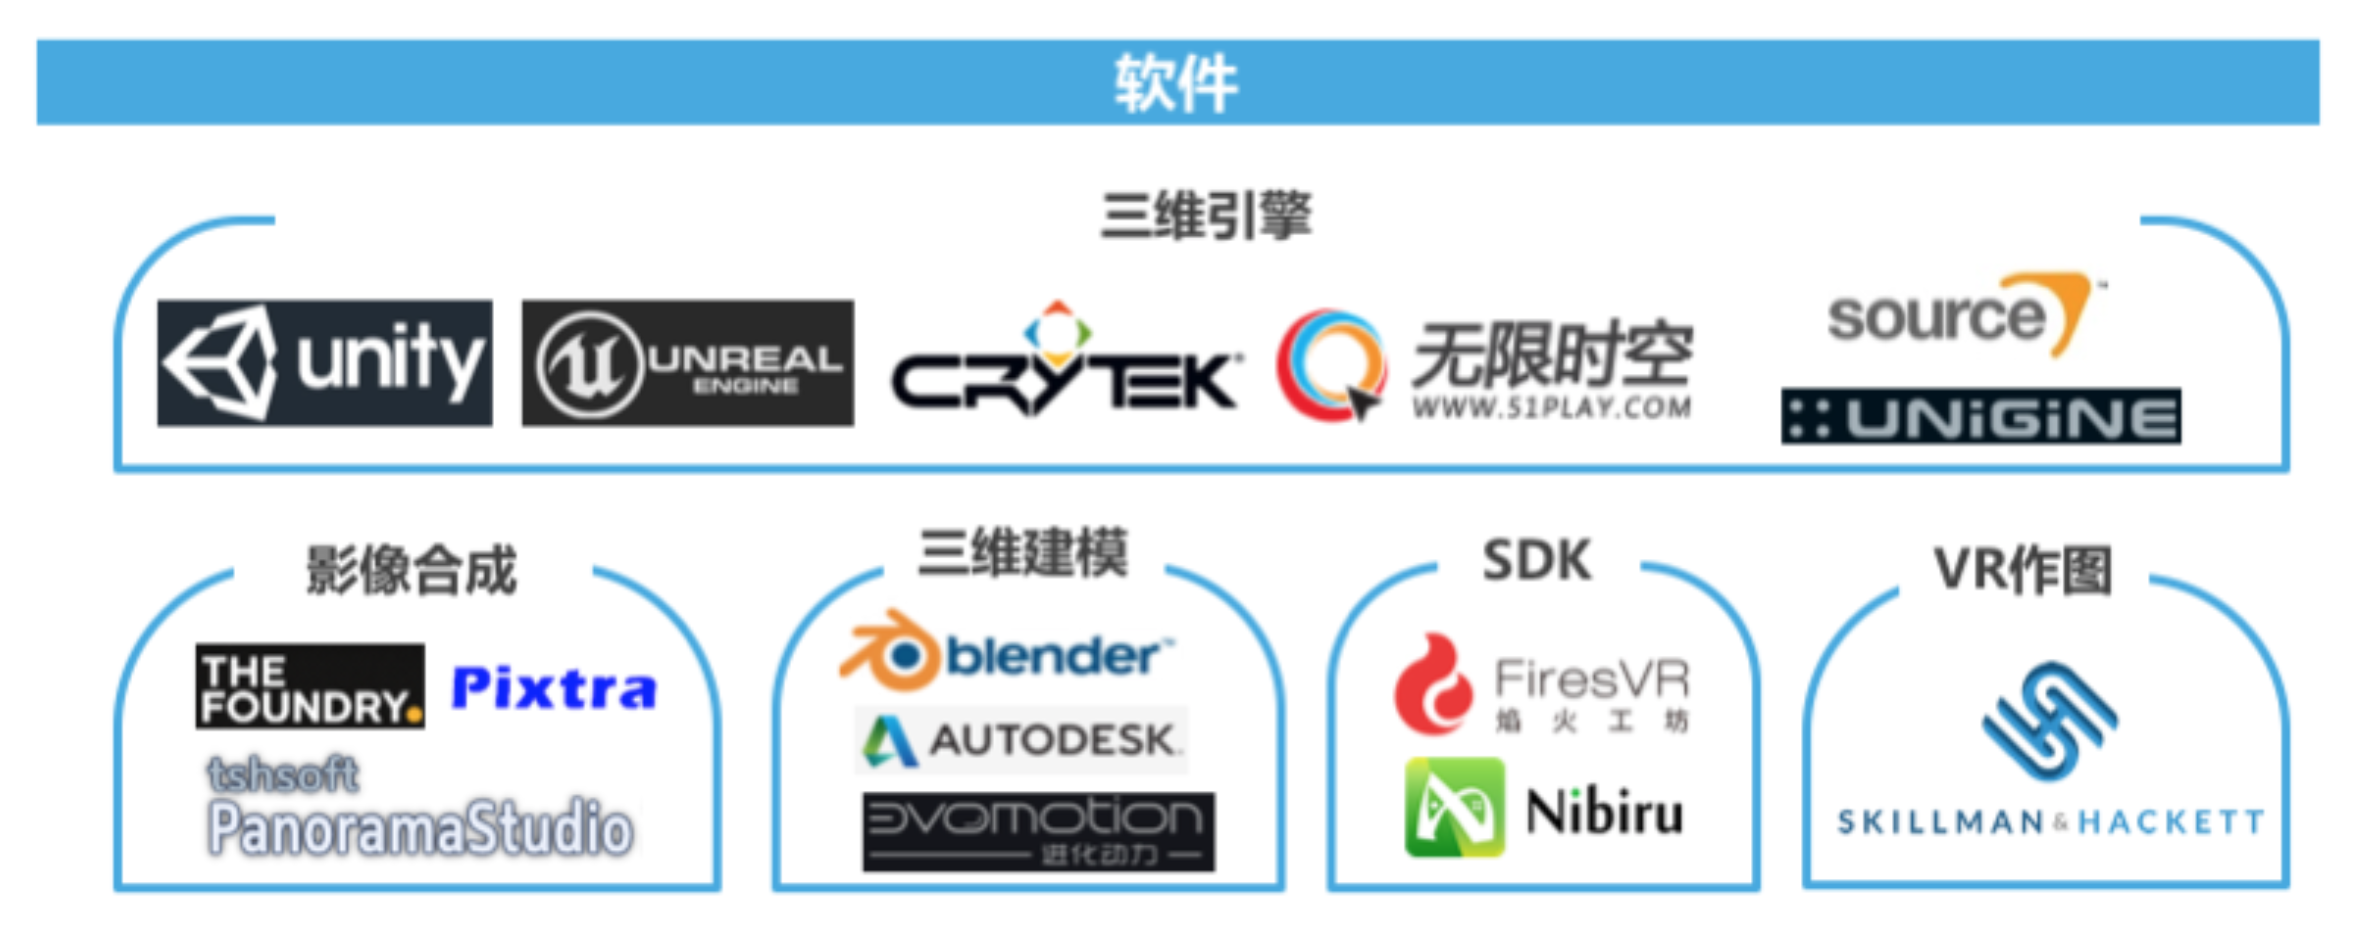 软件
三维引擎
unity
UNREAL
ENGINE
CRYTEK
无限时空
WWW.51PLAY.COM
source
UNiGiNE
影像合成
THE
FOUNDRY.
Pixtra
tshsoft
PanoramaStudio
三维建模
blender™
AUTODESK.
evomotion
进化动力
SDK
FiresVR
焰火工坊
Nibiru
VR作图
SKILLMAN & HACKETT